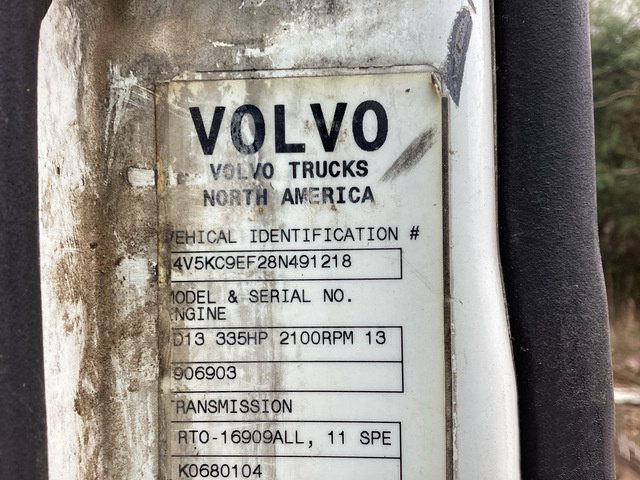 VOLVO
VOLVO TRUCKS
NORTH AMERICA
VEHICAL IDENTIFICATION #
4V5KC9EF28N491218
MODEL & SERIAL NO.
ENGINE
D13 335HP 2100RPM 13
906903
TRANSMISSION
RTO-16909ALL, 11 SPE
K0680104